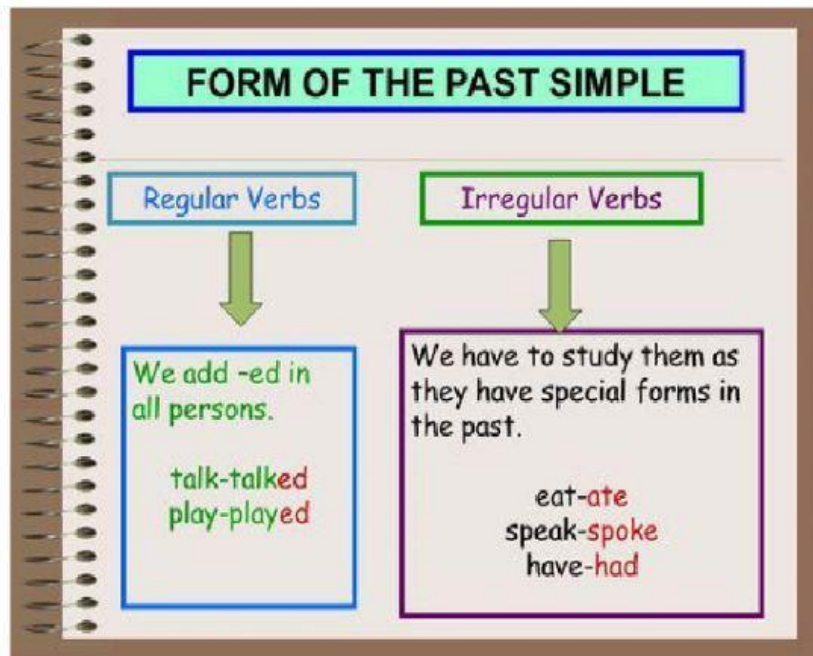 FORM OF THE PAST SIMPLE
Regular Verbs
We add -ed in
all persons.
talk-talked
play-played
Irregular Verbs
We have to study them as
they have special forms in
the past.
eat-ate
speak-spoke
have-had